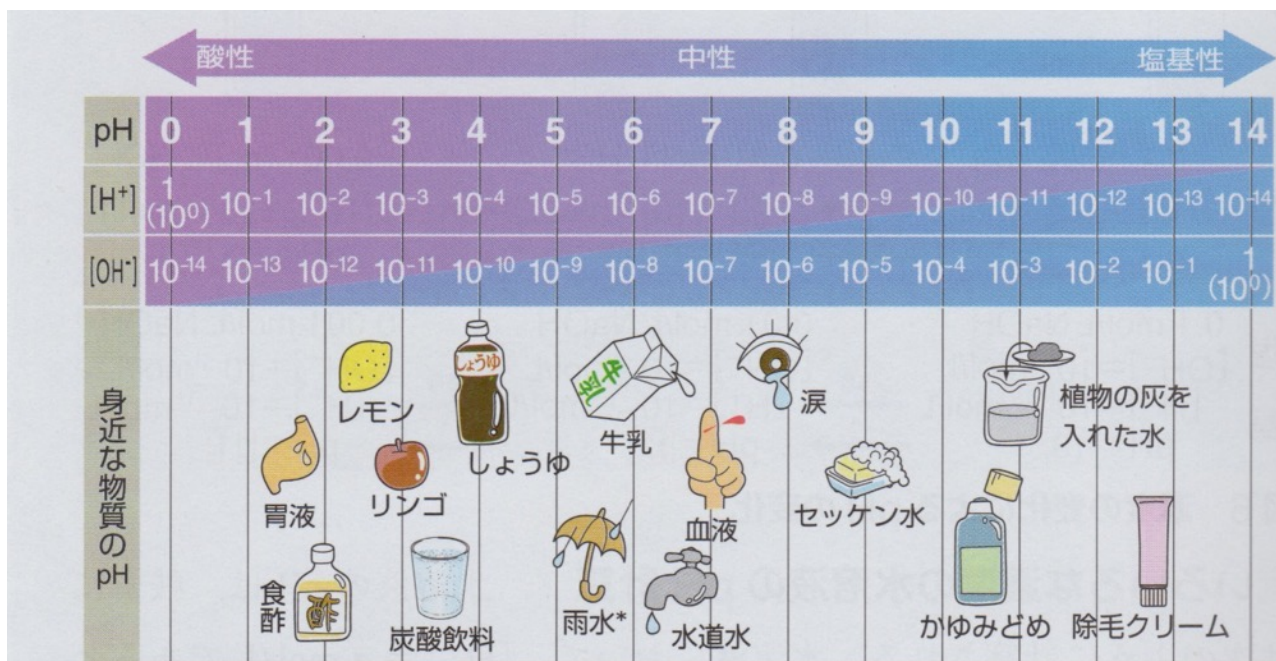 酸性 中性 塩基性
pH 0 1 2 3 4 5 6 7 8 9 10 11 12 13 14
[H⁺] 1 (10⁰) 10⁻¹ 10⁻² 10⁻³ 10⁻⁴ 10⁻⁵ 10⁻⁶ 10⁻⁷ 10⁻⁸ 10⁻⁹ 10⁻¹⁰ 10⁻¹¹ 10⁻¹² 10⁻¹³ 10⁻¹⁴
[OH⁻] 10⁻¹⁴ 10⁻¹³ 10⁻¹² 10⁻¹¹ 10⁻¹⁰ 10⁻⁹ 10⁻⁸ 10⁻⁷ 10⁻⁶ 10⁻⁵ 10⁻⁴ 10⁻³ 10⁻² 10⁻¹ 1 (10⁰)
身近な物質のpH
レモン
しょうゆ
しょうゆ
牛乳
牛乳
涙
植物の灰を
入れた水
胃液
リンゴ
血液
セッケン水
食酢
酢
炭酸飲料
雨水*
水道水
かゆみどめ
除毛クリーム